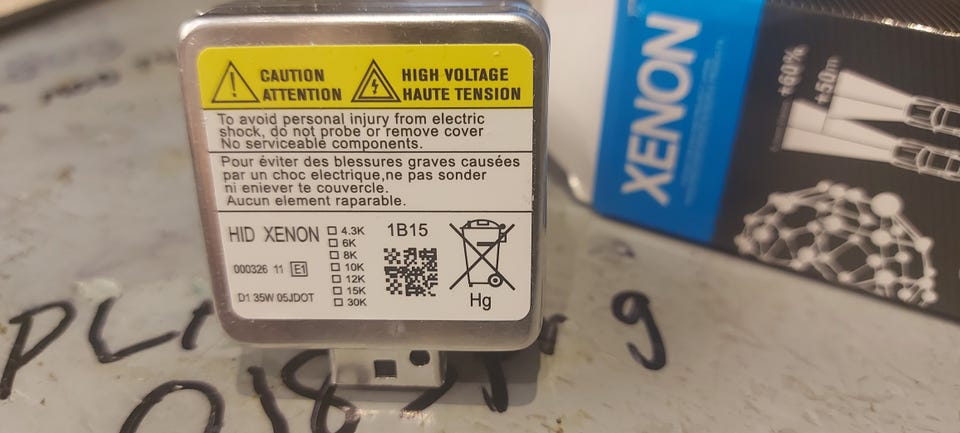 CAUTION
ATTENTION
HIGH VOLTAGE
HAUTE TENSION
To avoid personal injury from electric
shock, do not probe or remove cover
No serviceable components.
Pour éviter des blessures graves causées
par un choc electrique,ne pas sonder
ni eniever te couvercle.
Aucun element raparable.
HID XENON
4.3K
6K
8K
10K
12K
15K
30K
1B15
000326 11 E1
D1 35W 05JDOT
Hg
XENON
+60%
+50m
9